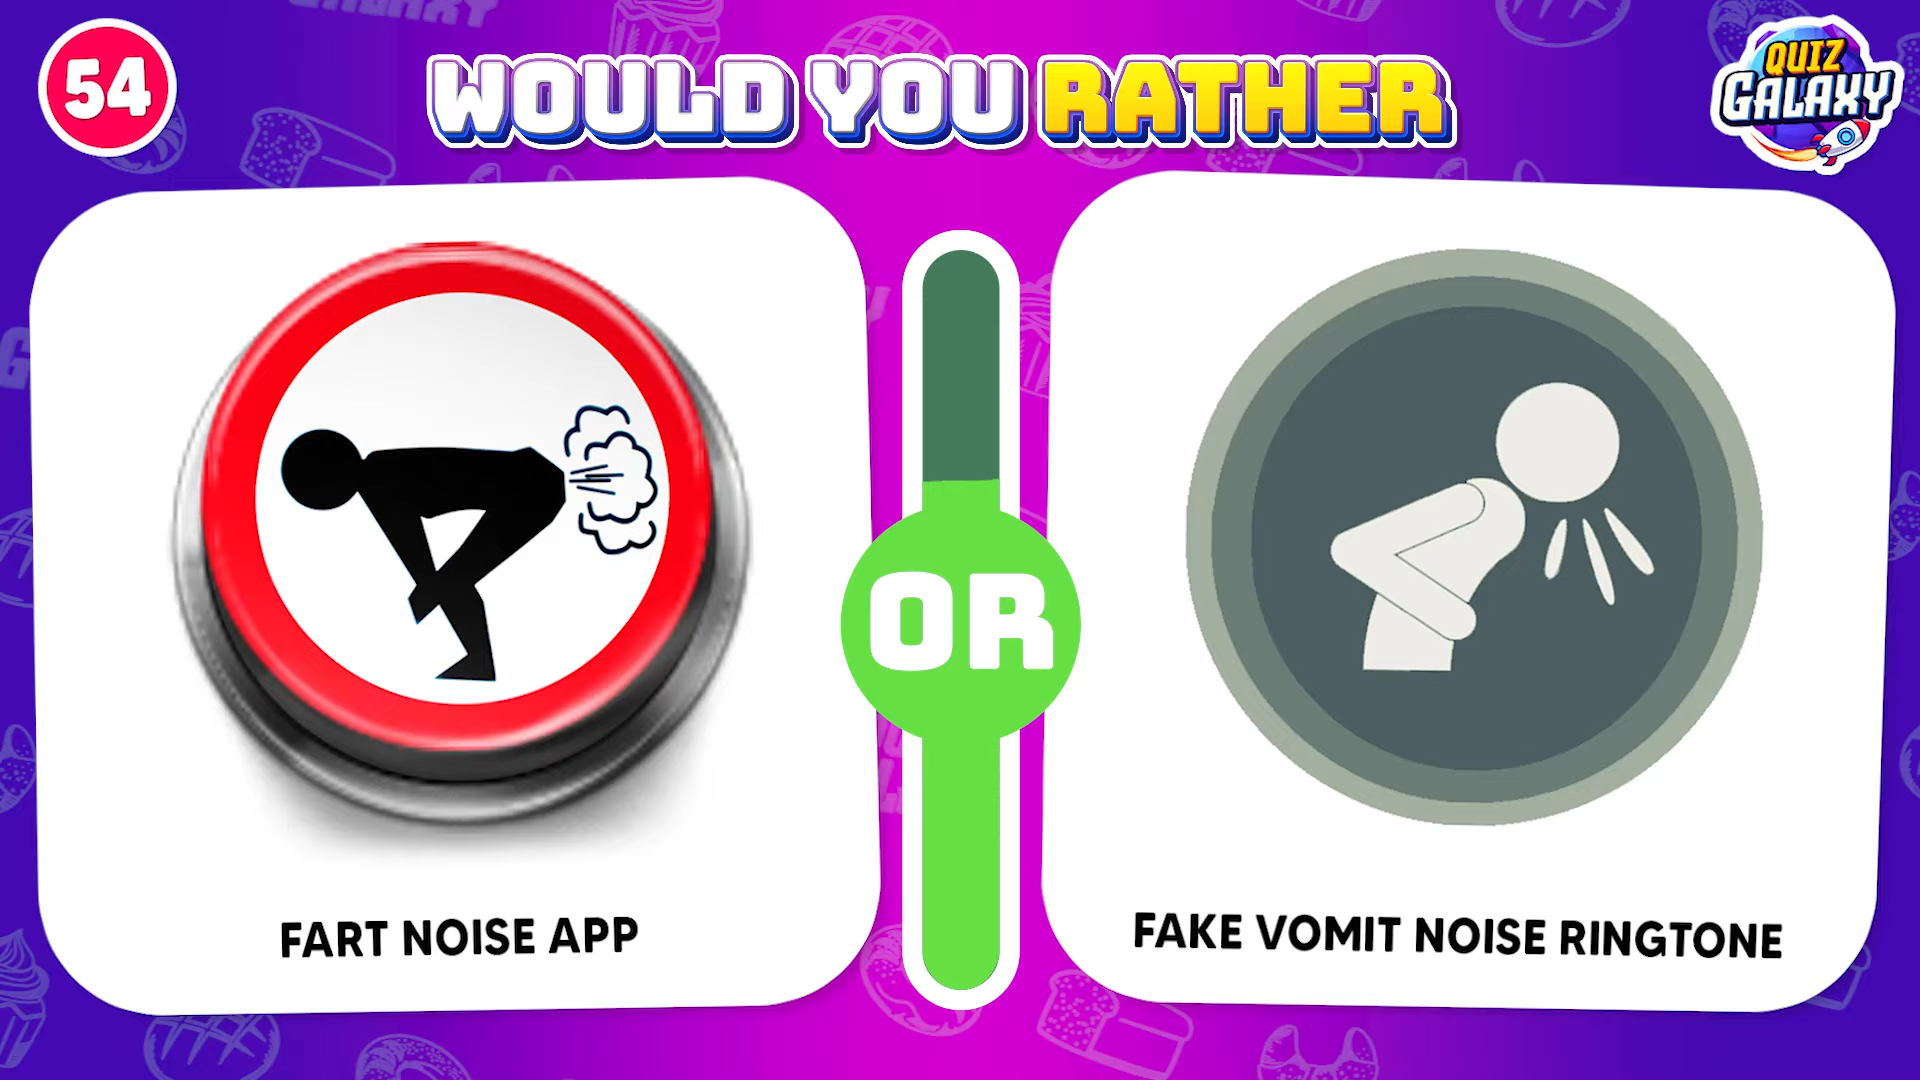 54
WOULD YOU RATHER
QUIZ
GALAXY
OR
FART NOISE APP
FAKE VOMIT NOISE RINGTONE